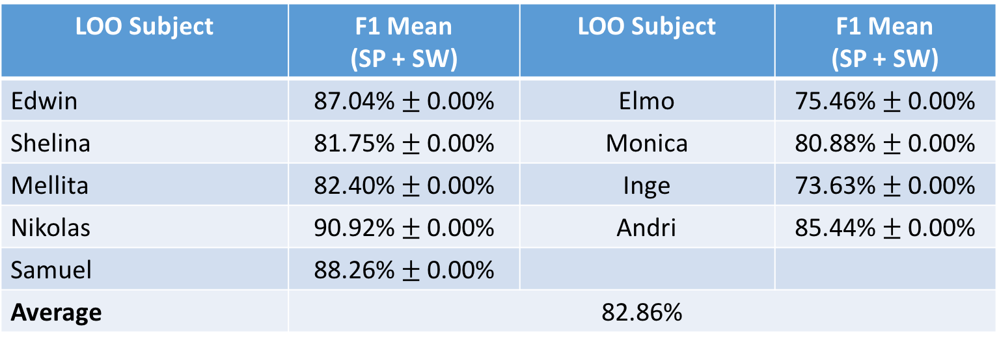 LOO Subject F1 Mean (SP + SW) LOO Subject F1 Mean (SP + SW)
Edwin 87.04% ± 0.00% Elmo 75.46% ± 0.00%
Shelina 81.75% ± 0.00% Monica 80.88% ± 0.00%
Mellita 82.40% ± 0.00% Inge 73.63% ± 0.00%
Nikolas 90.92% ± 0.00% Andri 85.44% ± 0.00%
Samuel 88.26% ± 0.00%
Average 82.86%